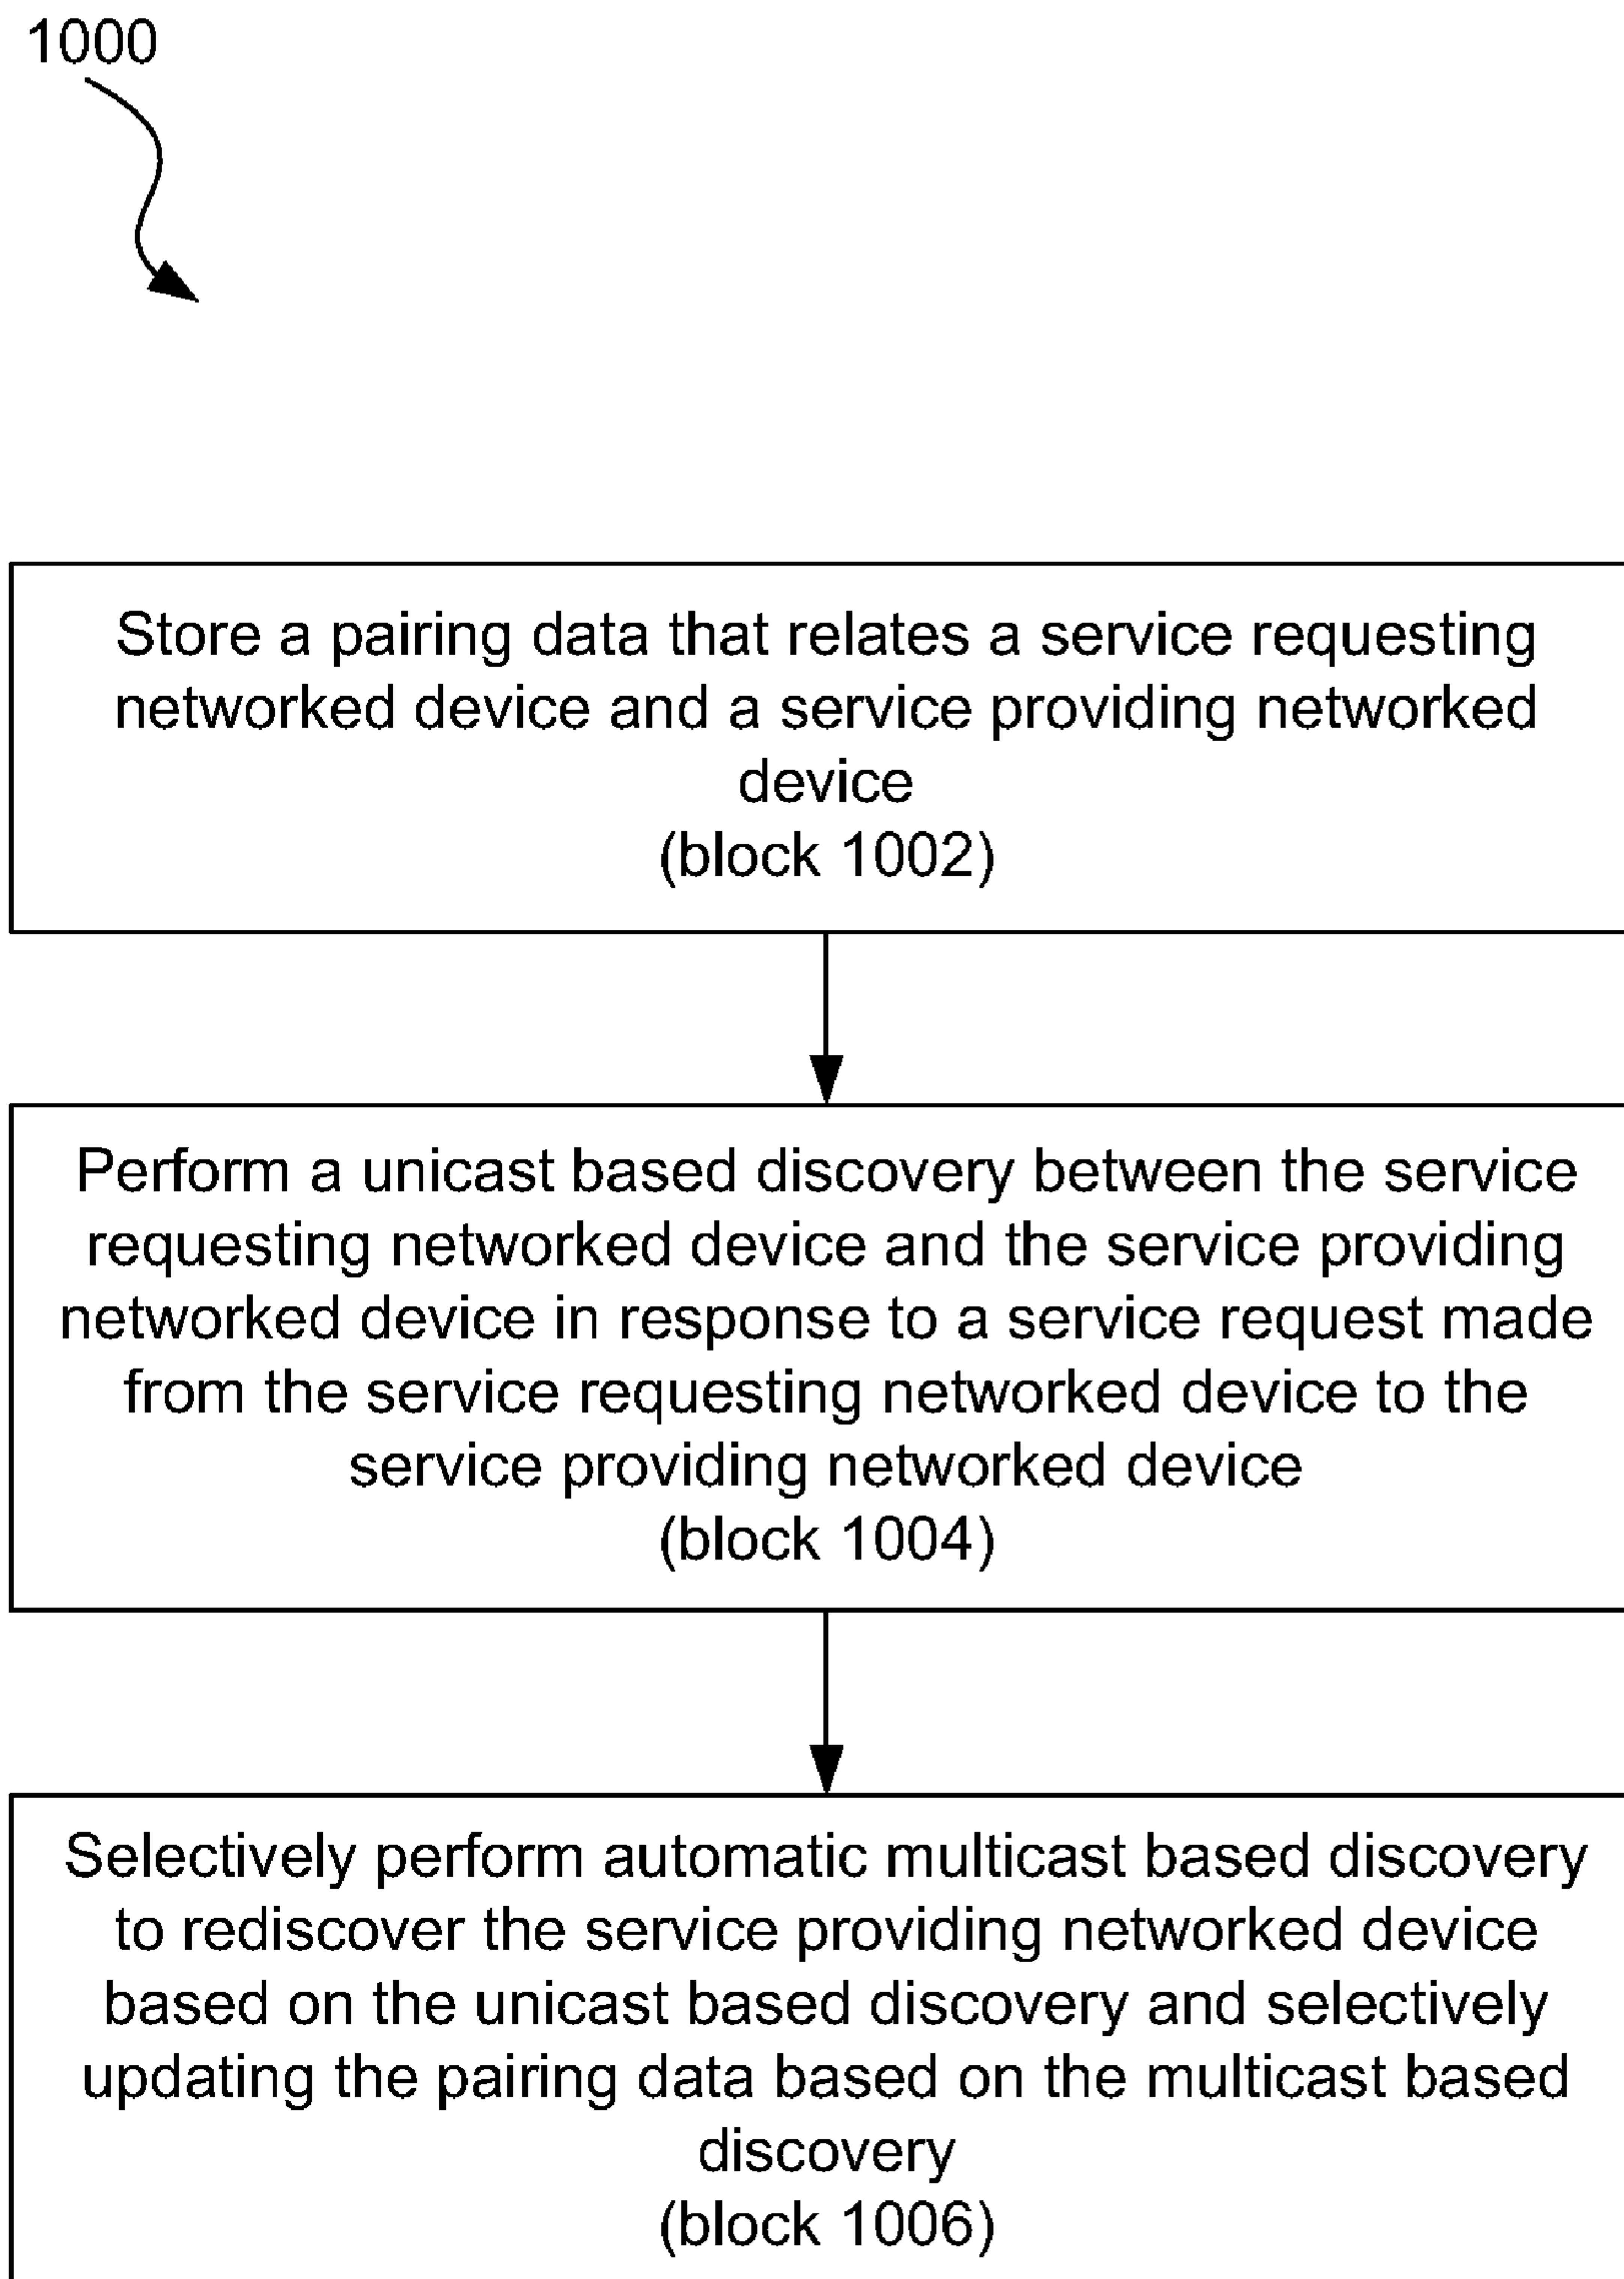 1000
Store a pairing data that relates a service requesting
networked device and a service providing networked
device
(block 1002)
Perform a unicast based discovery between the service
requesting networked device and the service providing
networked device in response to a service request made
from the service requesting networked device to the
service providing networked device
(block 1004)
Selectively perform automatic multicast based discovery
to rediscover the service providing networked device
based on the unicast based discovery and selectively
updating the pairing data based on the multicast based
discovery
(block 1006)